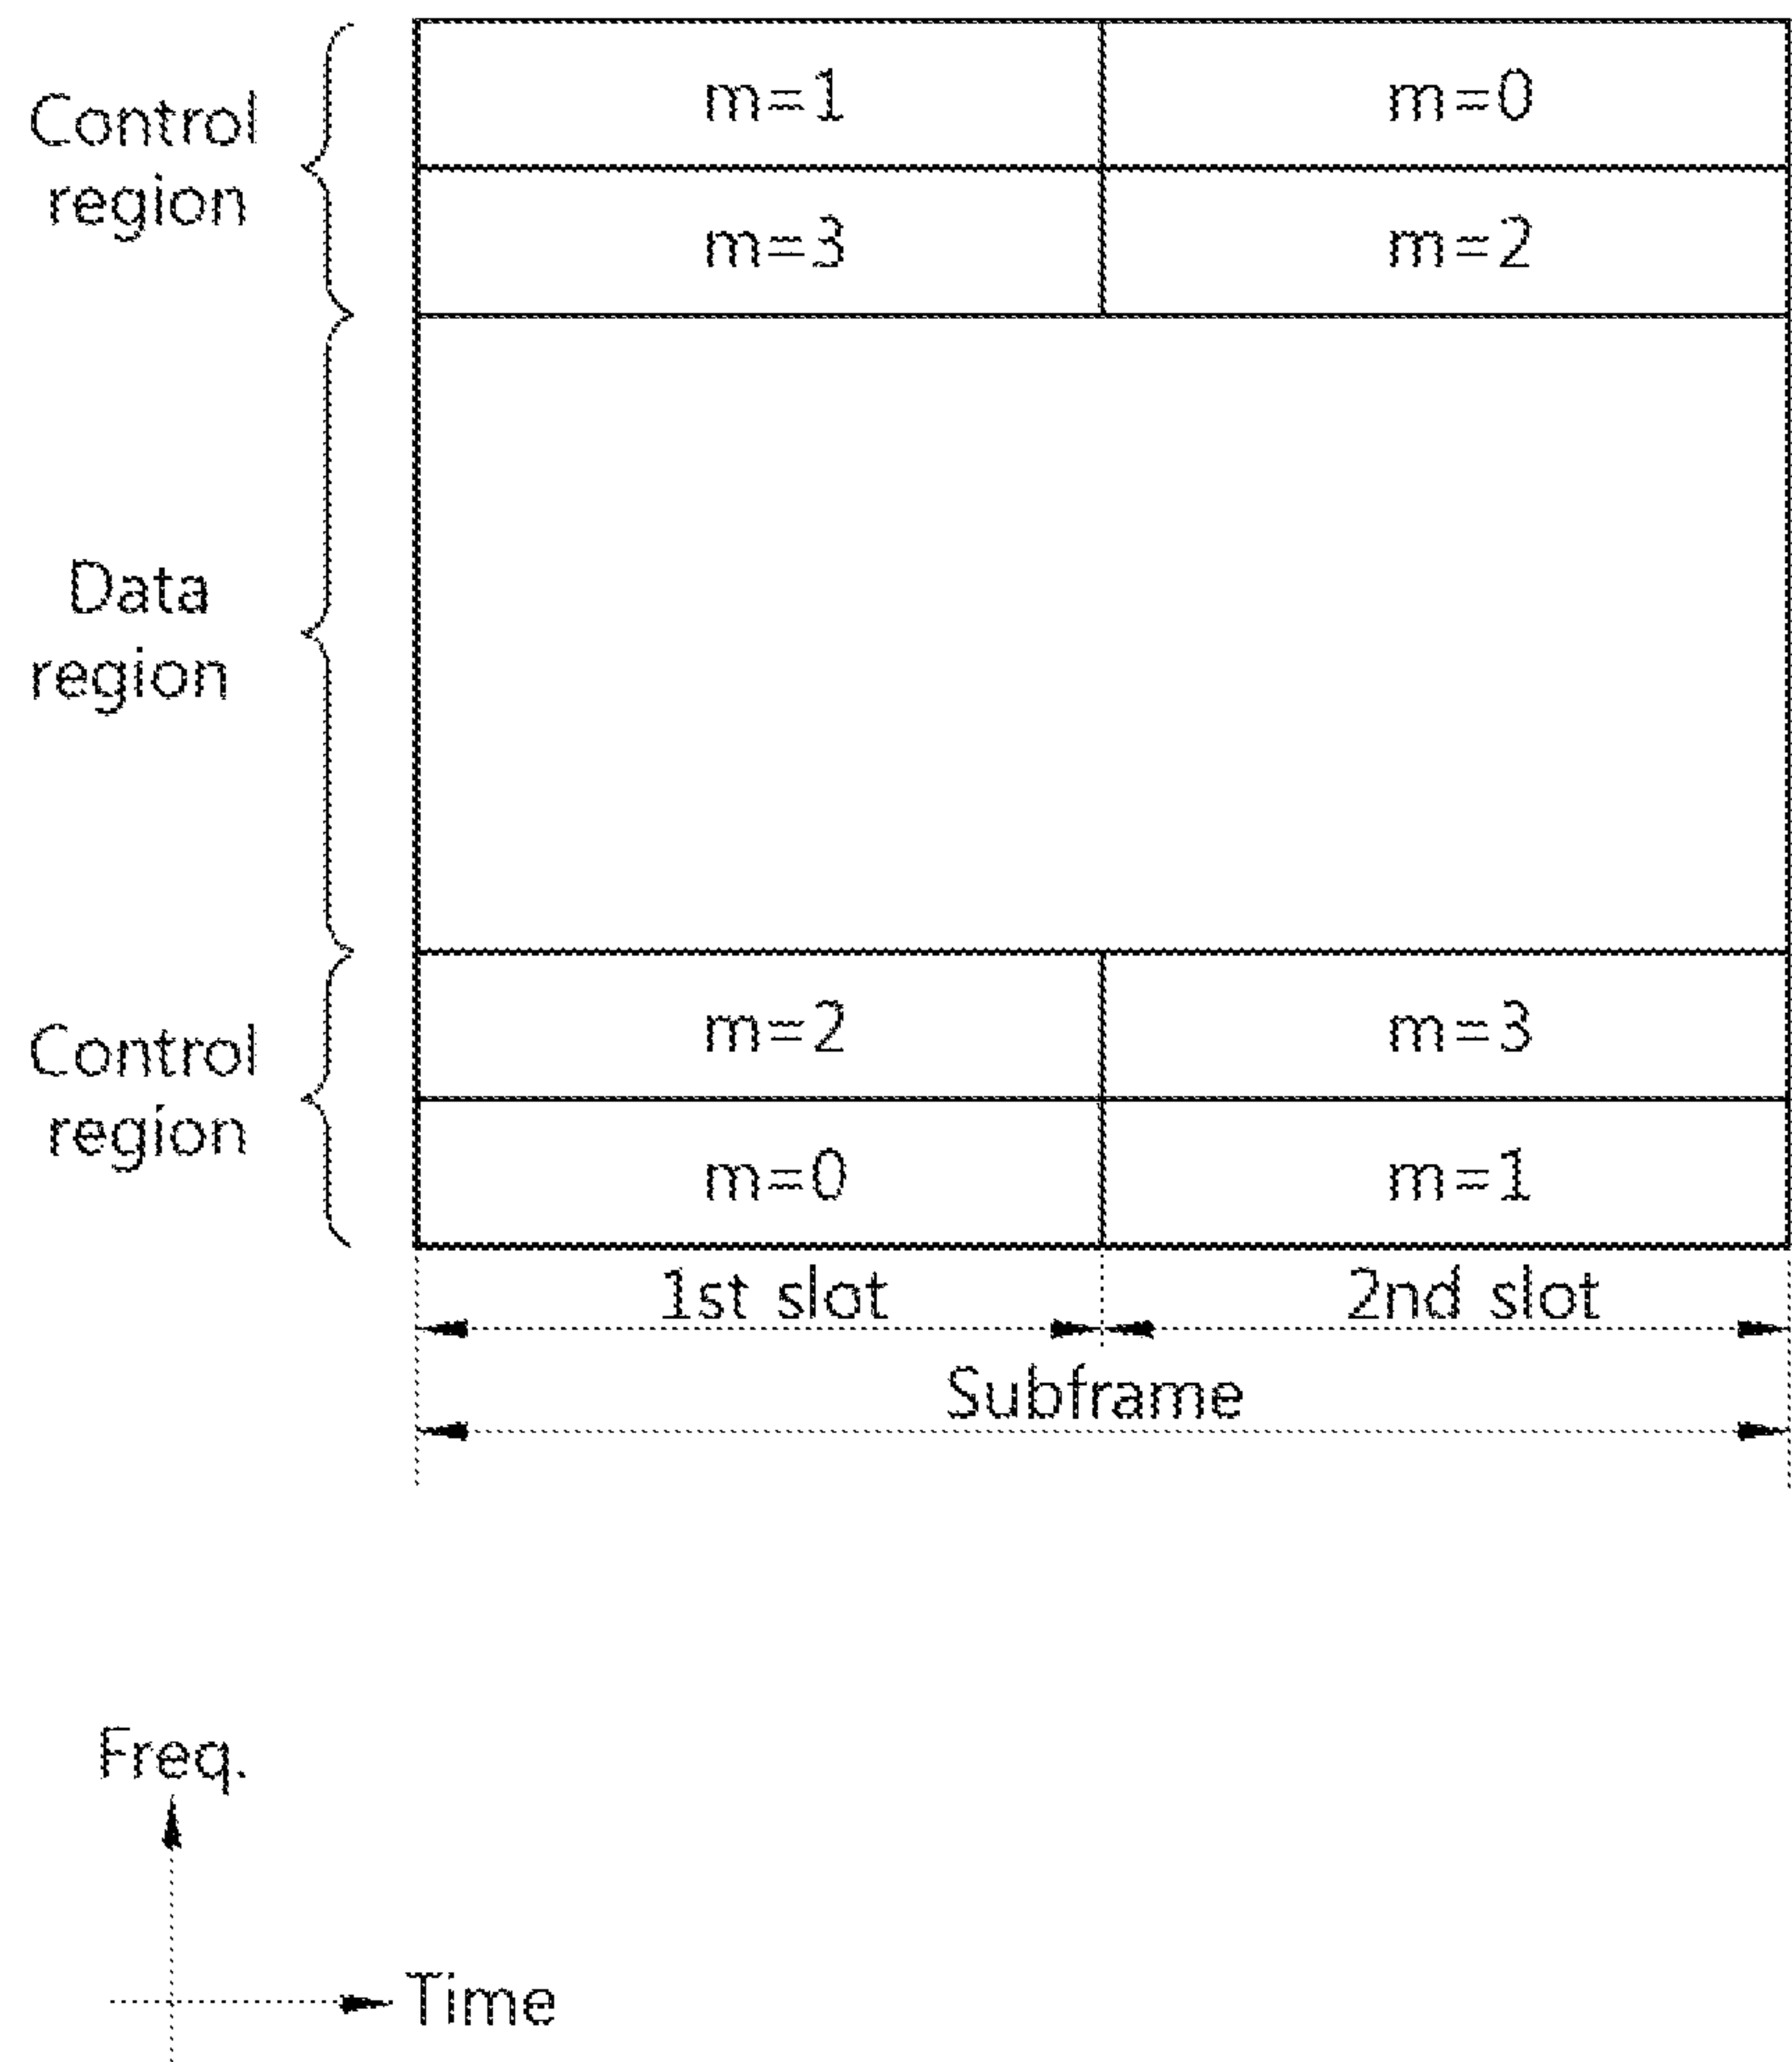 Control
region
m=1 m=0
m=3 m=2
Data
region
Control
region
m=2 m=3
m=0 m=1
1st slot 2nd slot
Subframe
Freq.
Time